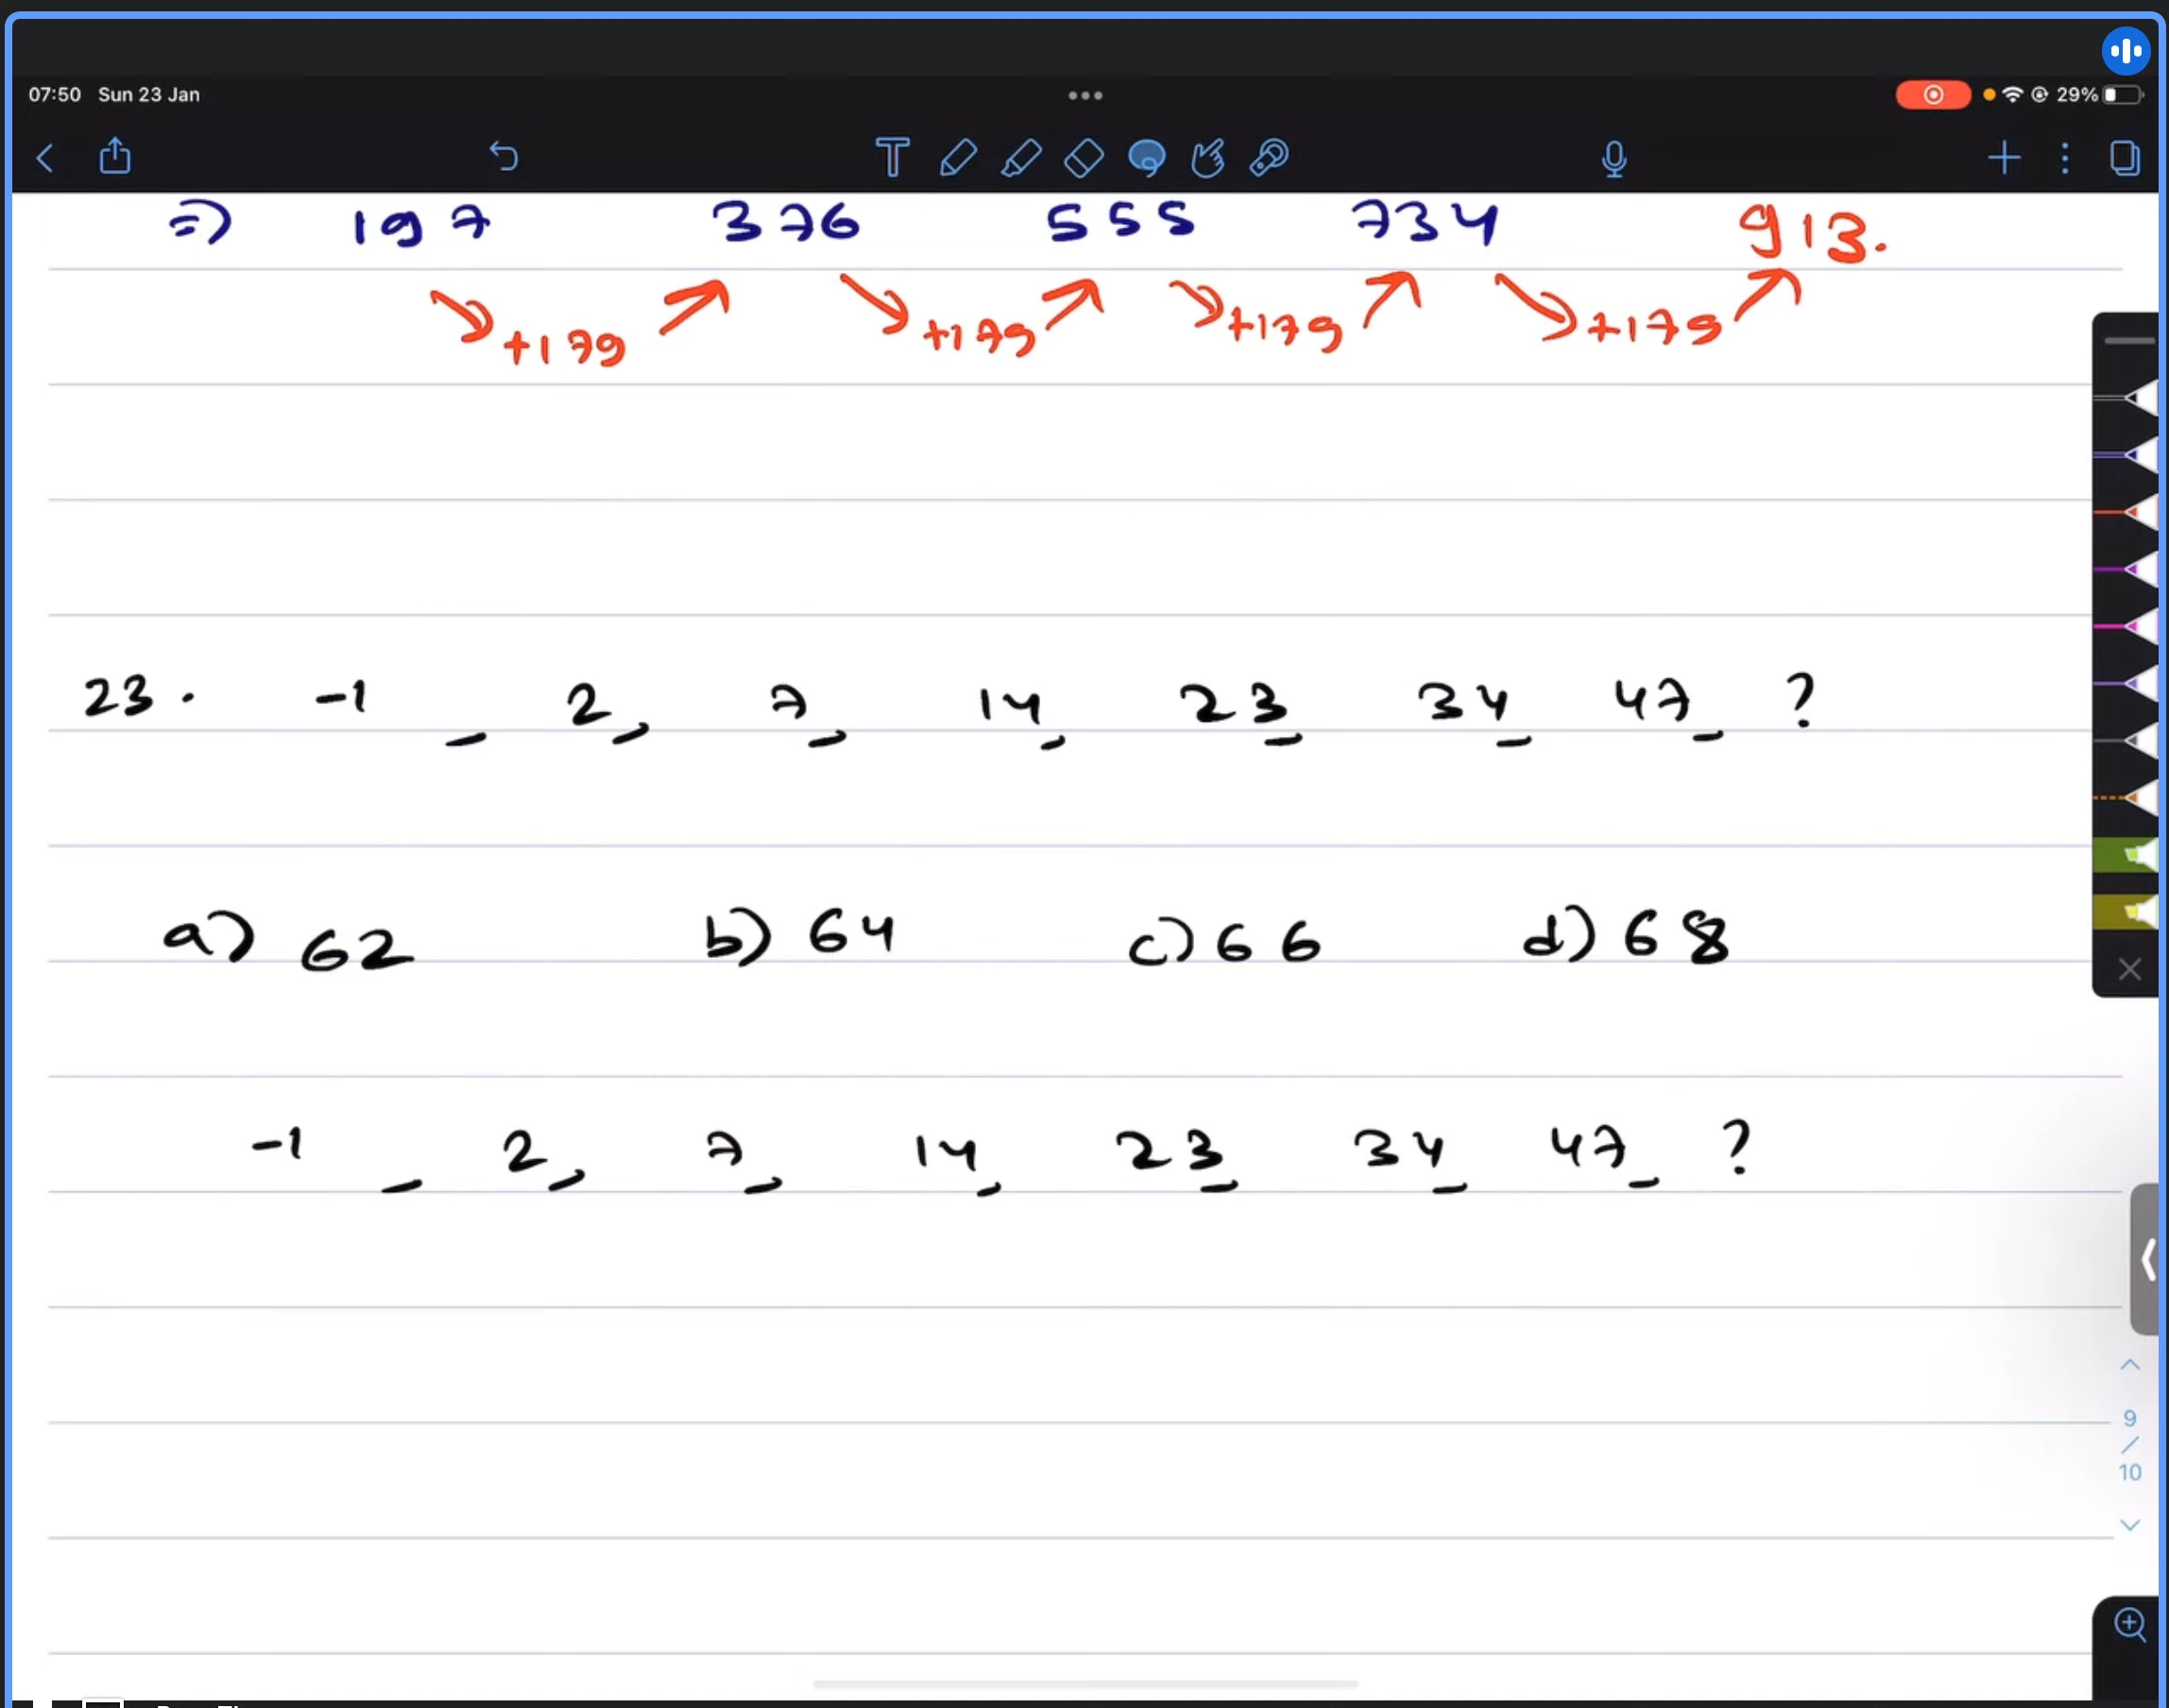 07:50 Sun 23 Jan 29%
T
⇒ 197 376 555 734 913.
+179 +179 +179 +179
23. -1, 2, 7, 14, 23, 34, 47, ?
a) 62 b) 64 c) 66 d) 68
-1, 2, 7, 14, 23, 34, 47, ?
9
/
10